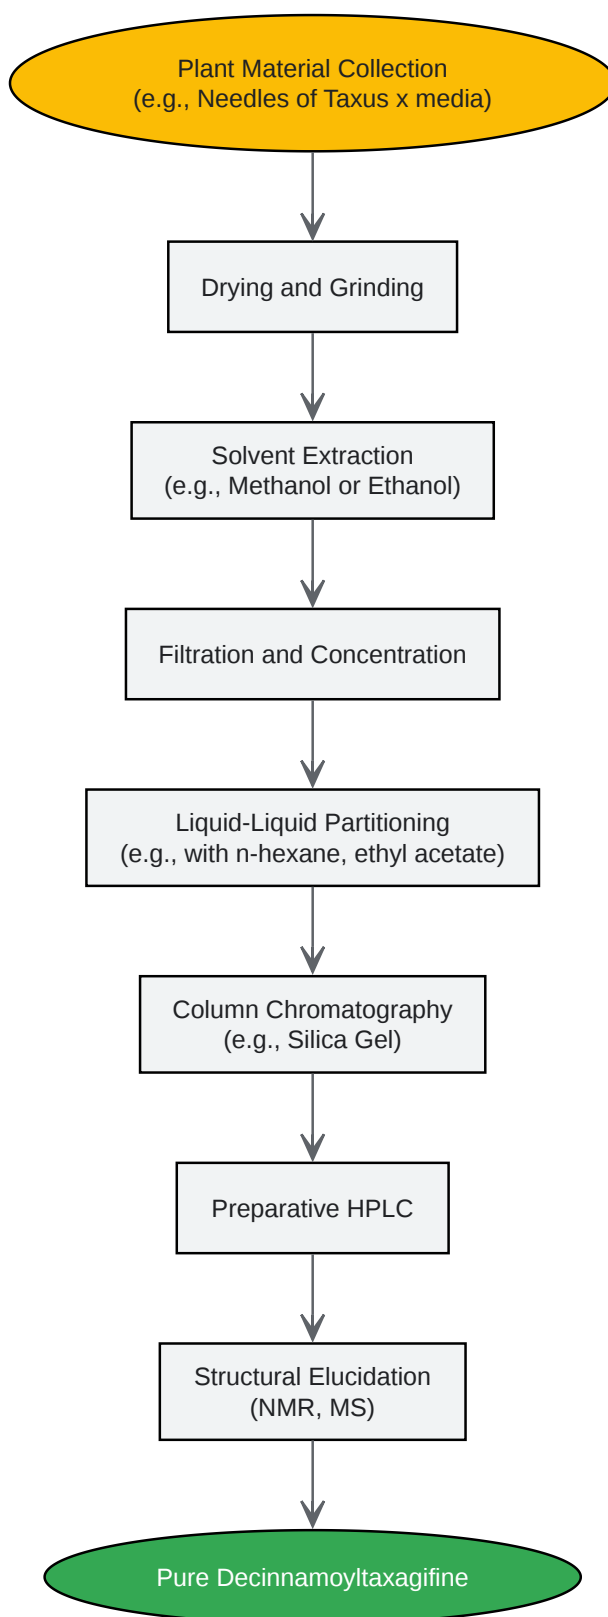 Plant Material Collection
(e.g., Needles of Taxus x media)
Drying and Grinding
Solvent Extraction
(e.g., Methanol or Ethanol)
Filtration and Concentration
Liquid-Liquid Partitioning
(e.g., with n-hexane, ethyl acetate)
Column Chromatography
(e.g., Silica Gel)
Preparative HPLC
Structural Elucidation
(NMR, MS)
Pure Decinnamoyltaxagifine